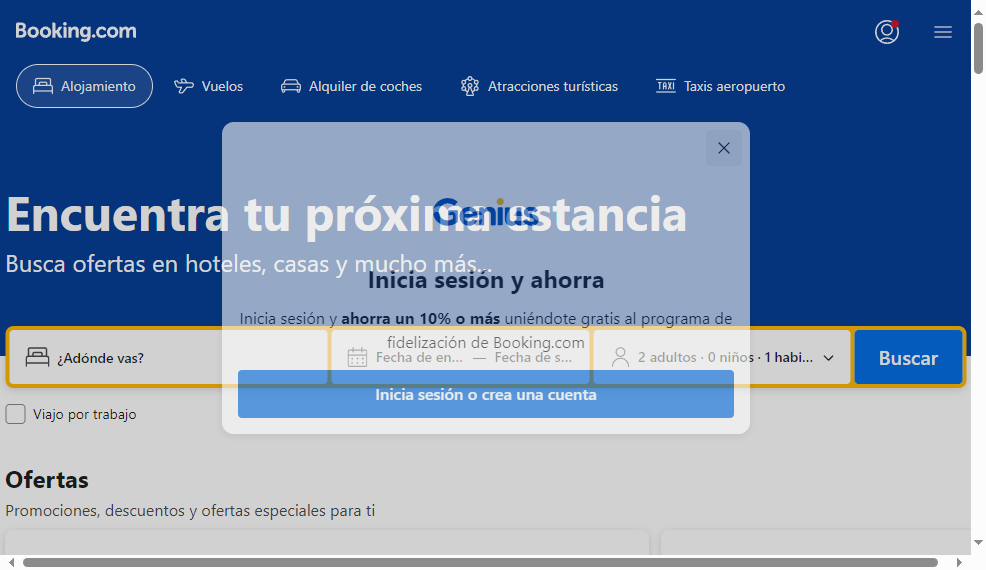 Booking.com
Alojamiento
Vuelos
Alquiler de coches
Atracciones turísticas
TAXI Taxis aeropuerto
Encuentra tu próxima estancia
Busca ofertas en hoteles, casas y mucho más...
Genius
Inicia sesión y ahorra
Inicia sesión y ahorra un 10% o más uniéndote gratis al programa de
fidelización de Booking.com
¿Adónde vas?
Fecha de en... — Fecha de s...
2 adultos · 0 niños · 1 habi...
Buscar
Inicia sesión o crea una cuenta
Viajo por trabajo
Ofertas
Promociones, descuentos y ofertas especiales para ti